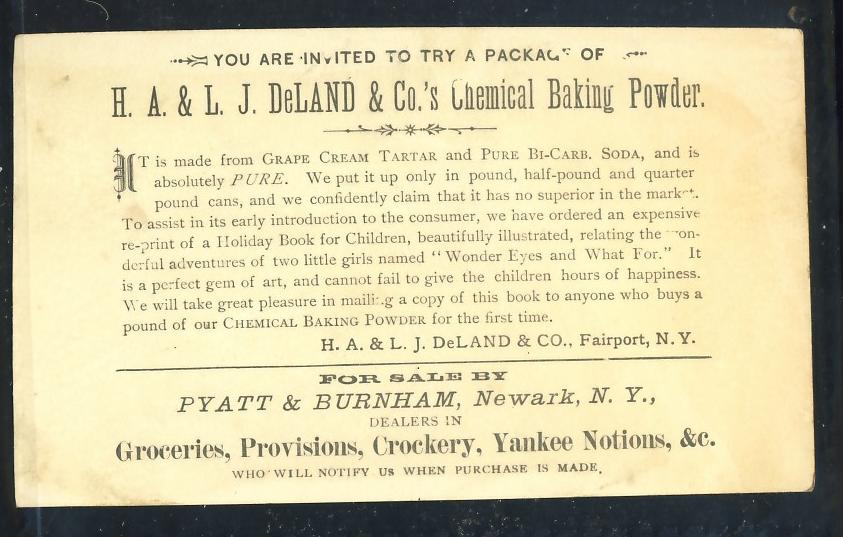 YOU ARE INVITED TO TRY A PACKAGE OF
H. A. & L. J. DeLAND & Co.'s Chemical Baking Powder.
IT is made from GRAPE CREAM TARTAR and PURE BI-CARB. SODA, and is
absolutely PURE. We put it up only in pound, half-pound and quarter
pound cans, and we confidently claim that it has no superior in the market.
To assist in its early introduction to the consumer, we have ordered an expensive
re-print of a Holiday Book for Children, beautifully illustrated, relating the won-
derful adventures of two little girls named "Wonder Eyes and What For." It
is a perfect gem of art, and cannot fail to give the children hours of happiness.
We will take great pleasure in mailing a copy of this book to anyone who buys a
pound of our CHEMICAL BAKING POWDER for the first time.
H. A. & L. J. DeLAND & CO., Fairport, N. Y.
FOR SALE BY
PYATT & BURNHAM, Newark, N. Y.,
DEALERS IN
Groceries, Provisions, Crockery, Yankee Notions, &c.
WHO WILL NOTIFY US WHEN PURCHASE IS MADE.